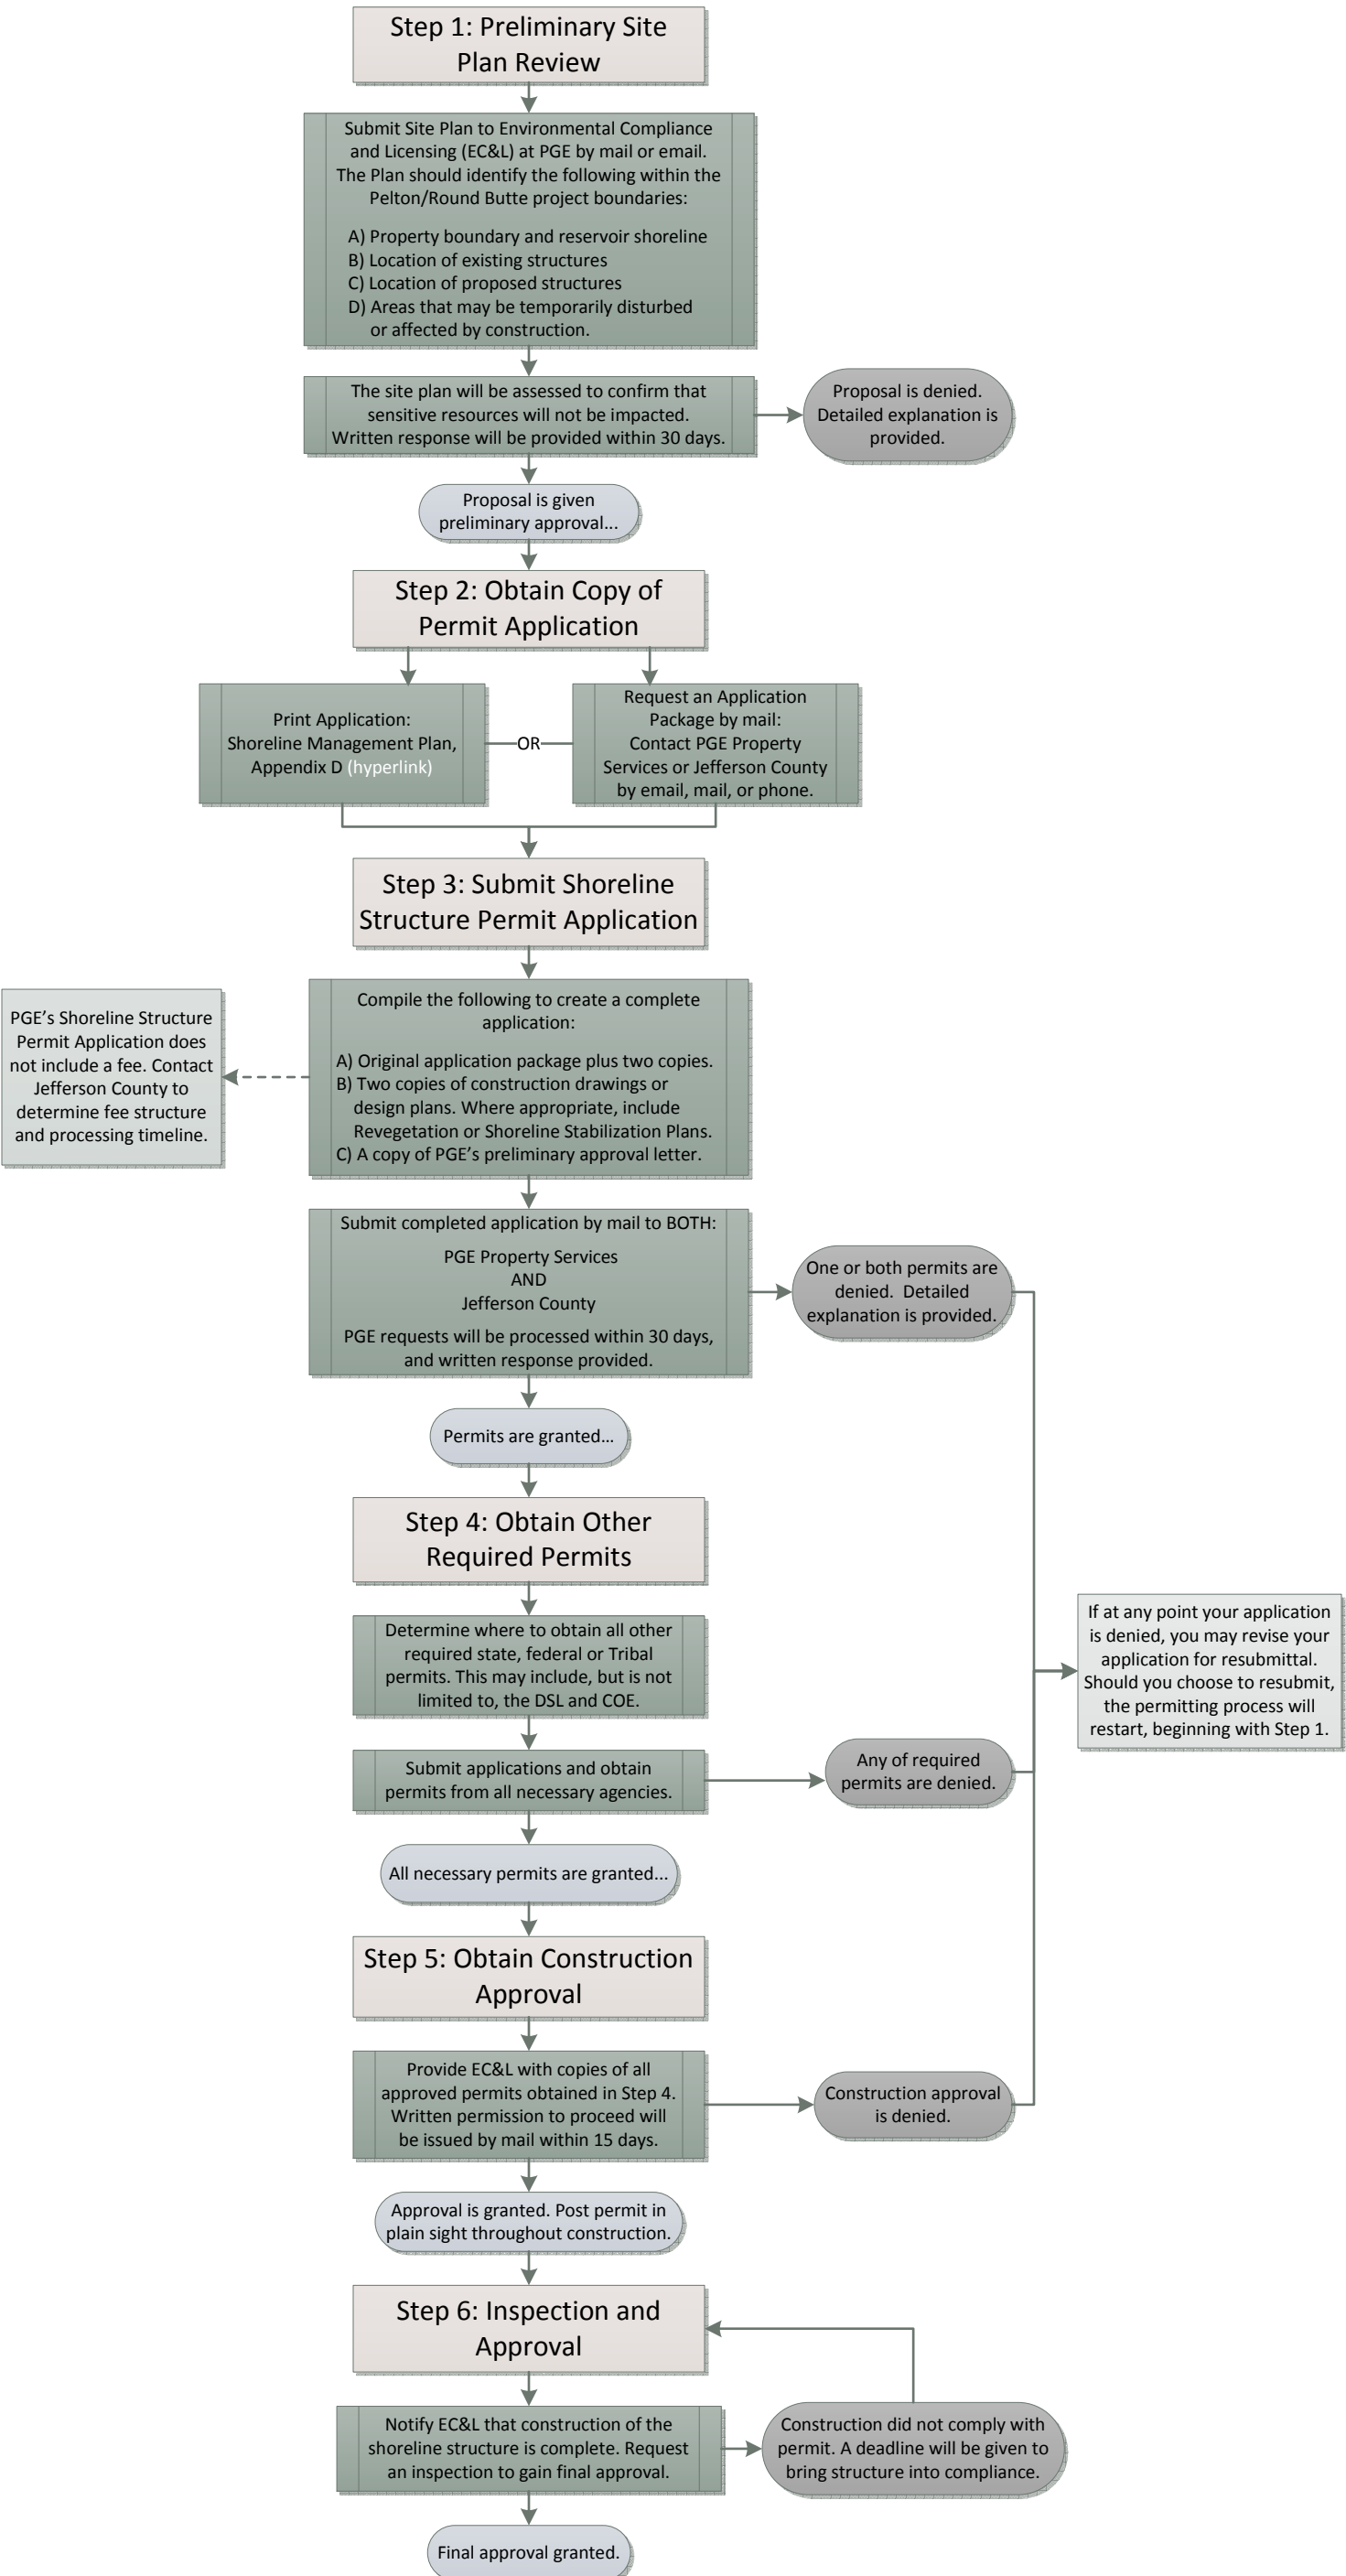 Step 1: Preliminary Site
Plan Review
Submit Site Plan to Environmental Compliance
and Licensing (EC&L) at PGE by mail or email.
The Plan should identify the following within the
Pelton/Round Butte project boundaries:
A) Property boundary and reservoir shoreline
B) Location of existing structures
C) Location of proposed structures
D) Areas that may be temporarily disturbed
or affected by construction.
The site plan will be assessed to confirm that
sensitive resources will not be impacted.
Written response will be provided within 30 days.
Proposal is denied.
Detailed explanation is
provided.
Proposal is given
preliminary approval...
Step 2: Obtain Copy of
Permit Application
Print Application:
Shoreline Management Plan,
Appendix D (hyperlink)
OR
Request an Application
Package by mail:
Contact PGE Property
Services or Jefferson County
by email, mail, or phone.
Step 3: Submit Shoreline
Structure Permit Application
Compile the following to create a complete
application:
A) Original application package plus two copies.
B) Two copies of construction drawings or
design plans. Where appropriate, include
Revegetation or Shoreline Stabilization Plans.
C) A copy of PGE's preliminary approval letter.
PGE's Shoreline Structure
Permit Application does
not include a fee. Contact
Jefferson County to
determine fee structure
and processing timeline.
Submit completed application by mail to BOTH:
PGE Property Services
AND
Jefferson County
PGE requests will be processed within 30 days,
and written response provided.
One or both permits are
denied.  Detailed
explanation is provided.
Permits are granted...
Step 4: Obtain Other
Required Permits
Determine where to obtain all other
required state, federal or Tribal
permits. This may include, but is not
limited to, the DSL and COE.
If at any point your application
is denied, you may revise your
application for resubmittal.
Should you choose to resubmit,
the permitting process will
restart, beginning with Step 1.
Submit applications and obtain
permits from all necessary agencies.
Any of required
permits are denied.
All necessary permits are granted...
Step 5: Obtain Construction
Approval
Provide EC&L with copies of all
approved permits obtained in Step 4.
Written permission to proceed will
be issued by mail within 15 days.
Construction approval
is denied.
Approval is granted. Post permit in
plain sight throughout construction.
Step 6: Inspection and
Approval
Notify EC&L that construction of the
shoreline structure is complete. Request
an inspection to gain final approval.
Construction did not comply with
permit. A deadline will be given to
bring structure into compliance.
Final approval granted.